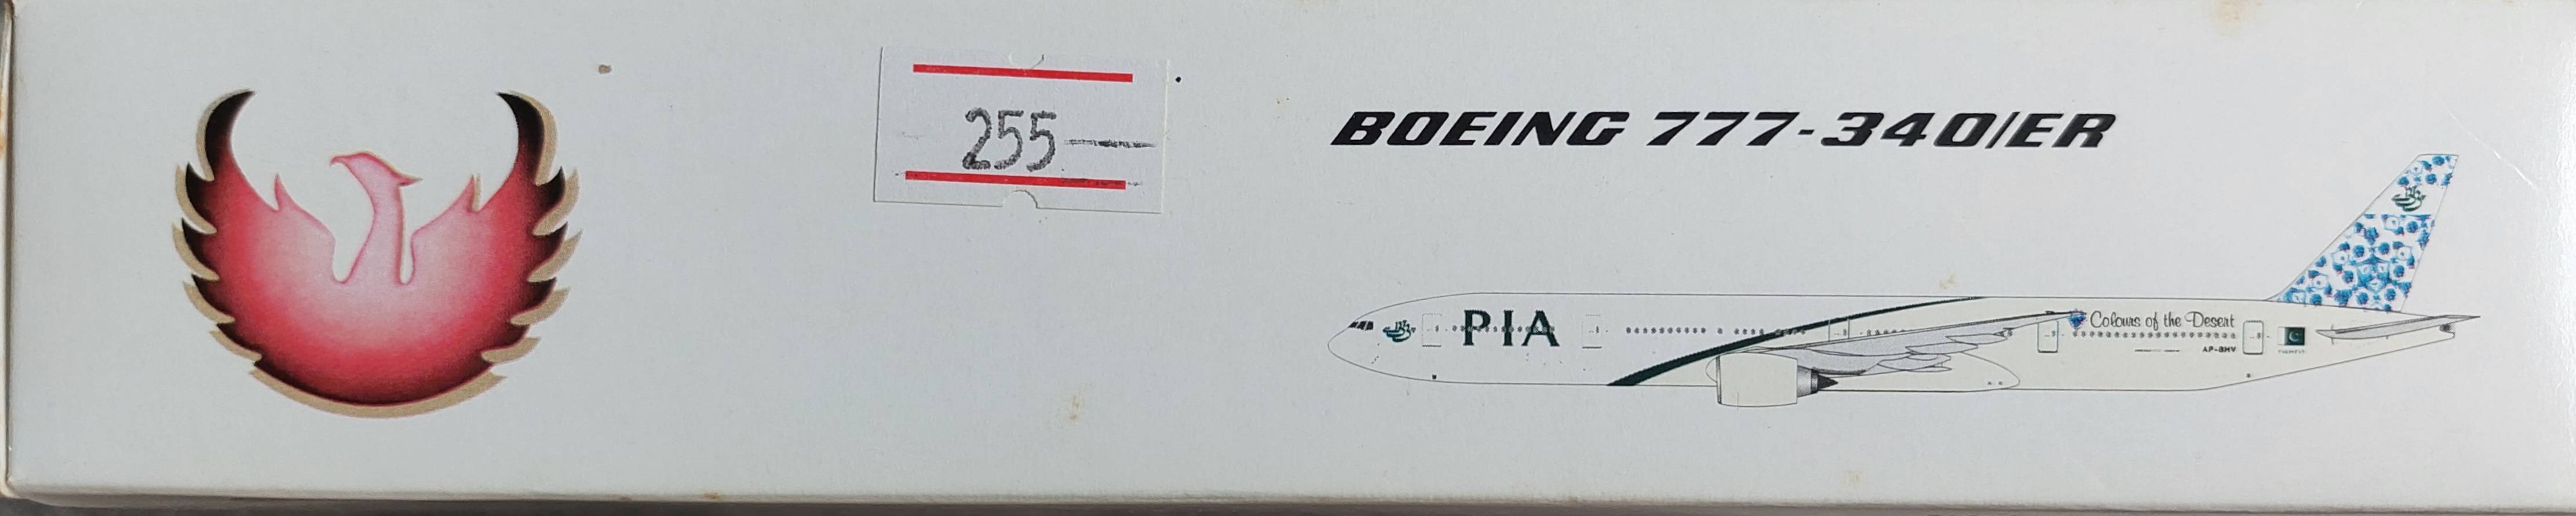 255
BOEING 777-340/ER
PIA
Colours of the Desert
AP-BHV